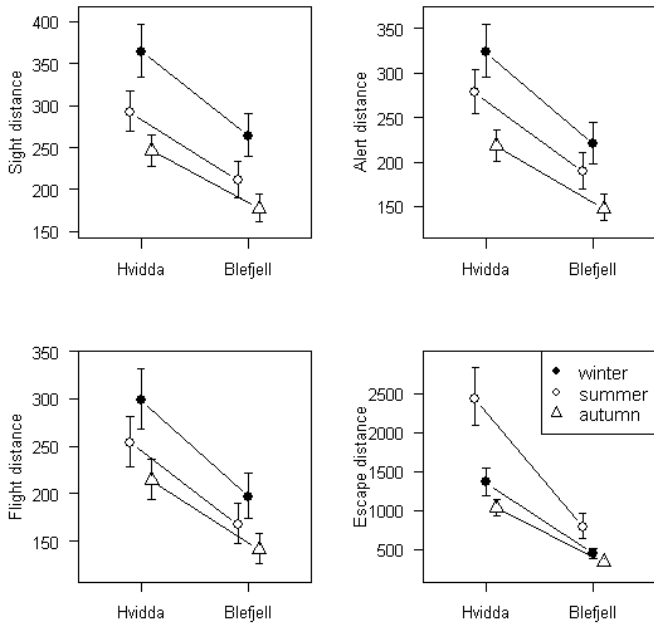 Sight distance
400
350
300
250
200
150
Hvidda Blefjell
Alert distance
350
300
250
200
150
Hvidda Blefjell
Flight distance
350
300
250
200
150
Hvidda Blefjell
Escape distance
2500
2000
1500
1000
500
Hvidda Blefjell
winter
summer
autumn